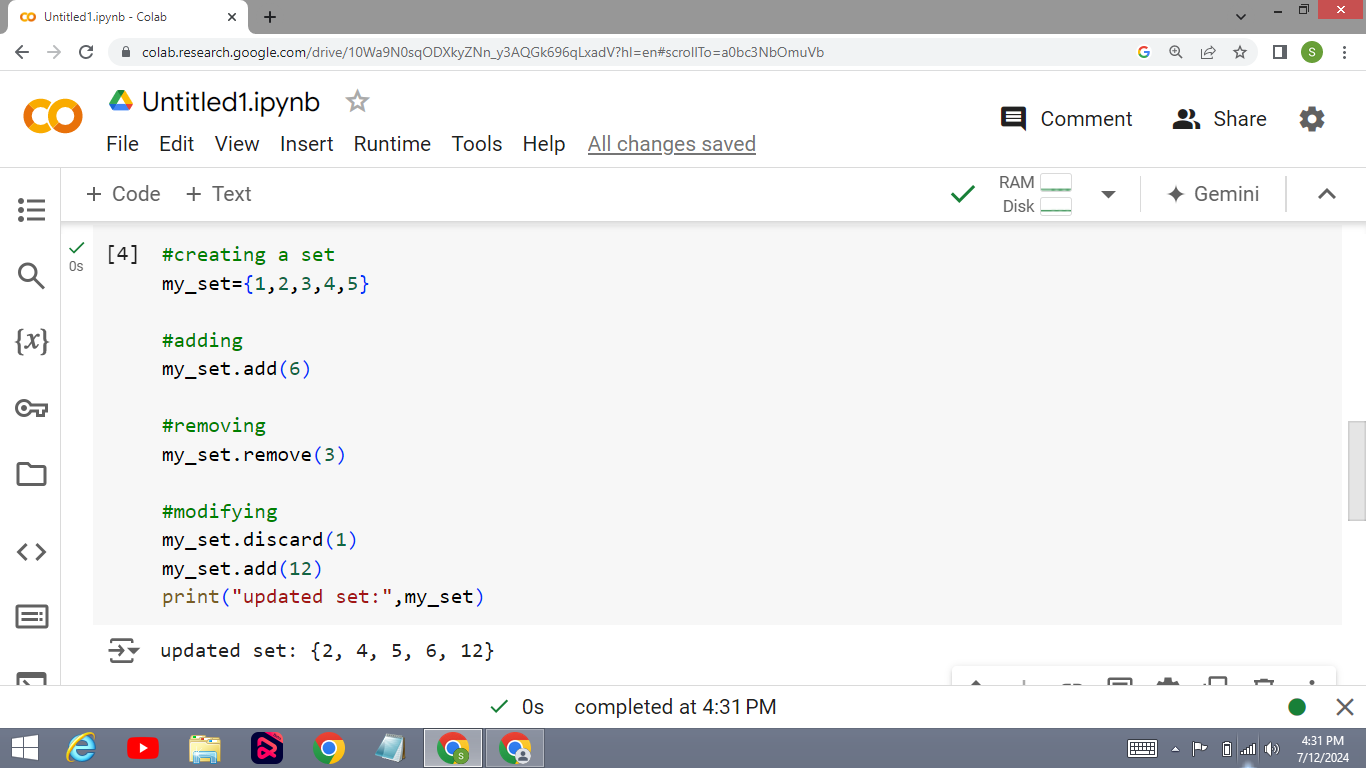 Untitled1.ipynb - Colab
colab.research.google.com/drive/10Wa9N0sqODXkyZNn_y3AQGk696qLxadV?hl=en#scrollTo=a0bc3NbOmuVb
S
Untitled1.ipynb
Comment
Share
File Edit View Insert Runtime Tools Help All changes saved
+ Code + Text
RAM
Disk
Gemini
0s
[4] #creating a set
my_set={1,2,3,4,5}
#adding
my_set.add(6)
#removing
my_set.remove(3)
#modifying
my_set.discard(1)
my_set.add(12)
print("updated set:",my_set)
updated set: {2, 4, 5, 6, 12}
0s completed at 4:31 PM
4:31 PM
7/12/2024